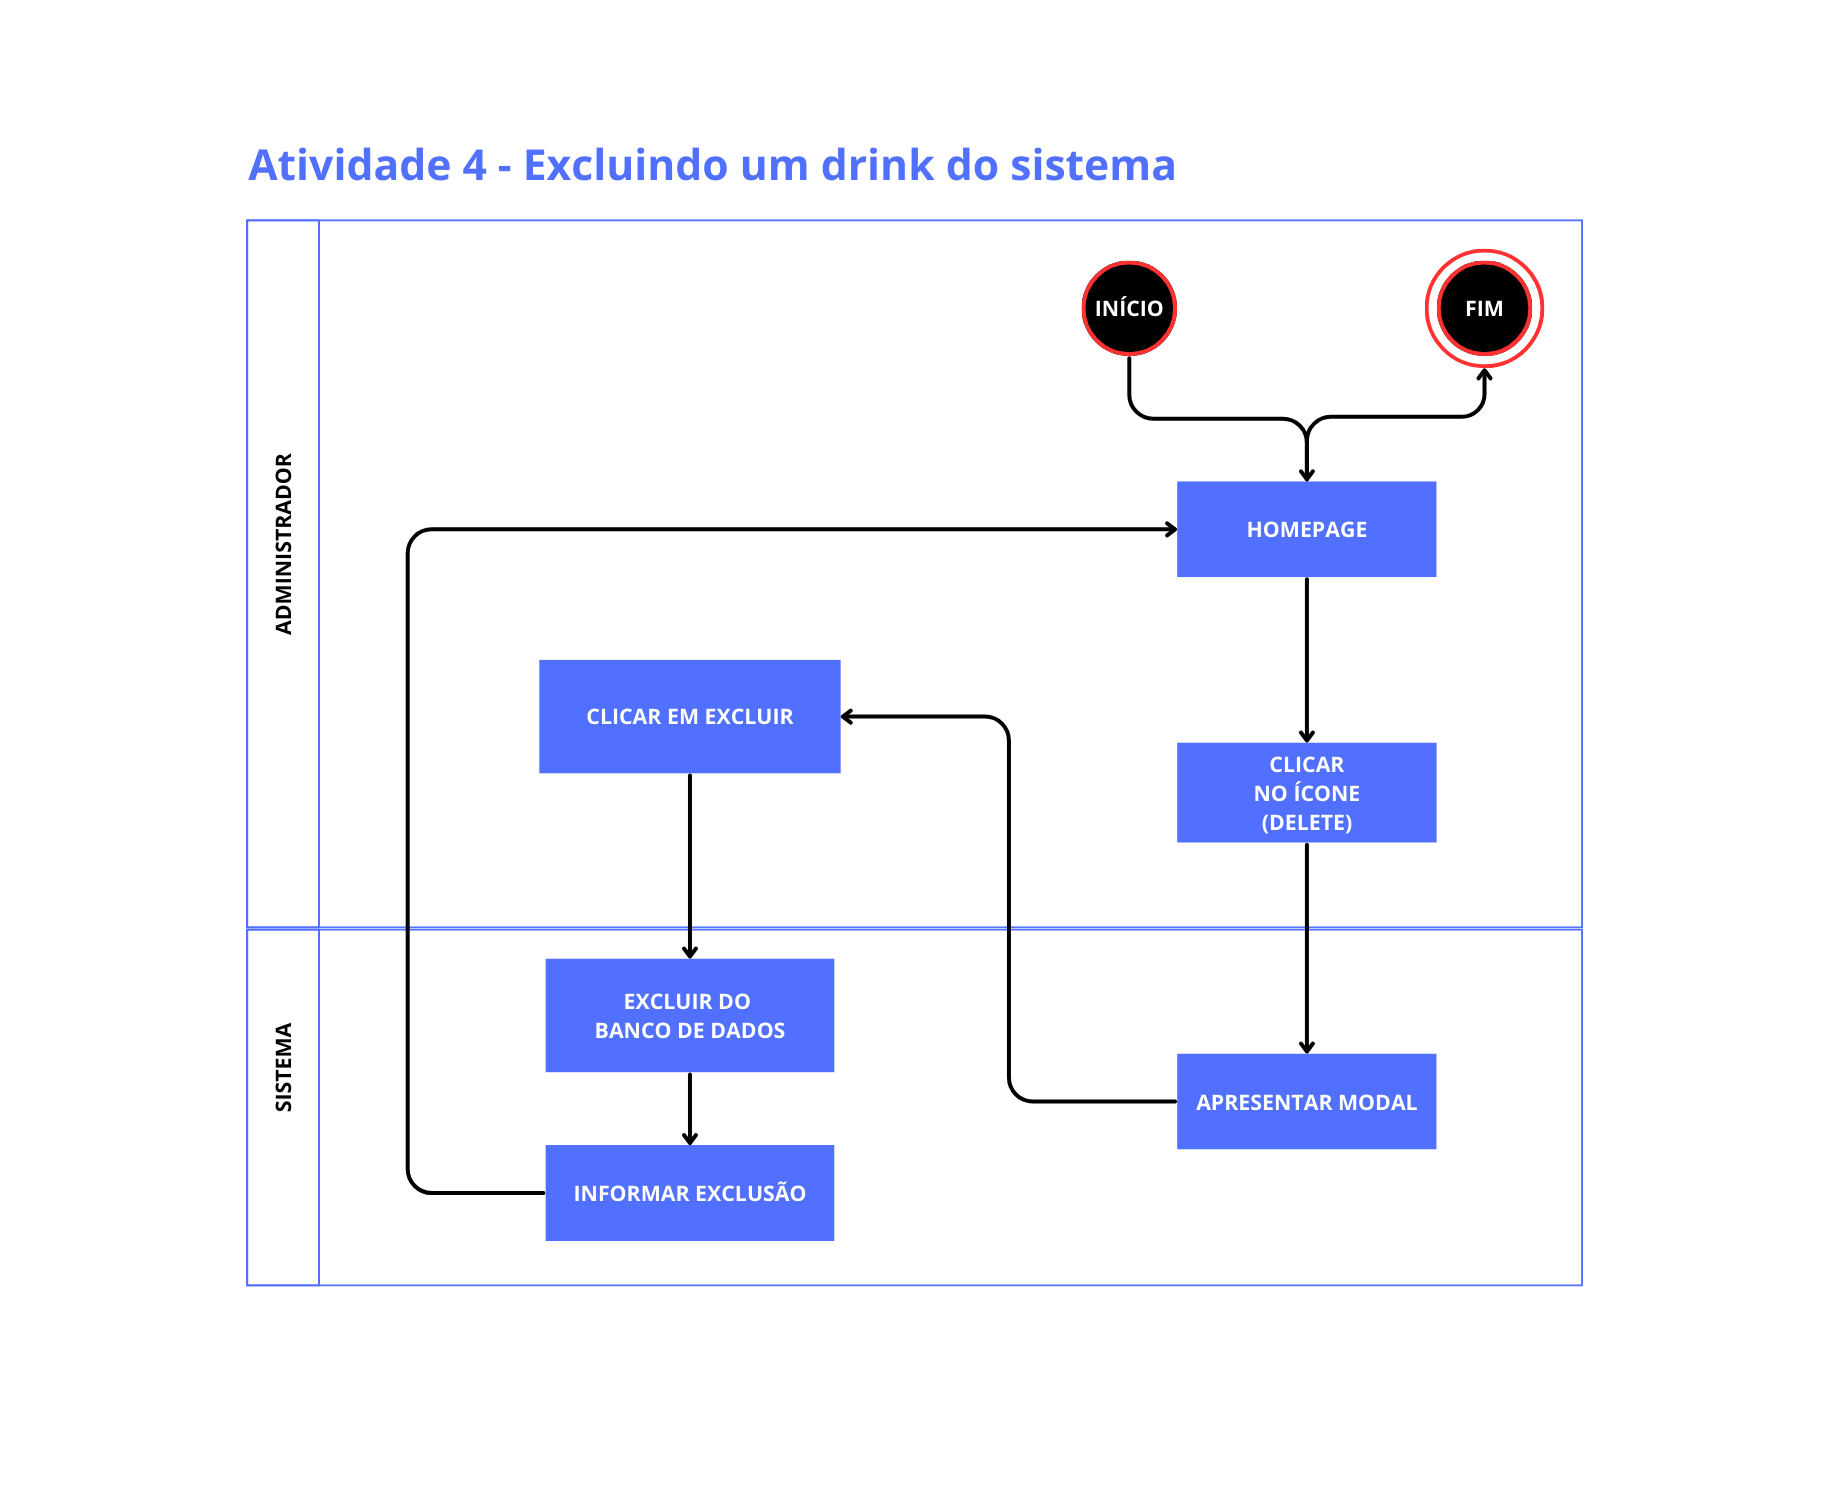 Atividade 4 - Excluindo um drink do sistema
ADMINISTRADOR
INÍCIO
FIM
HOMEPAGE
CLICAR EM EXCLUIR
CLICAR
NO ÍCONE
(DELETE)
SISTEMA
EXCLUIR DO
BANCO DE DADOS
APRESENTAR MODAL
INFORMAR EXCLUSÃO